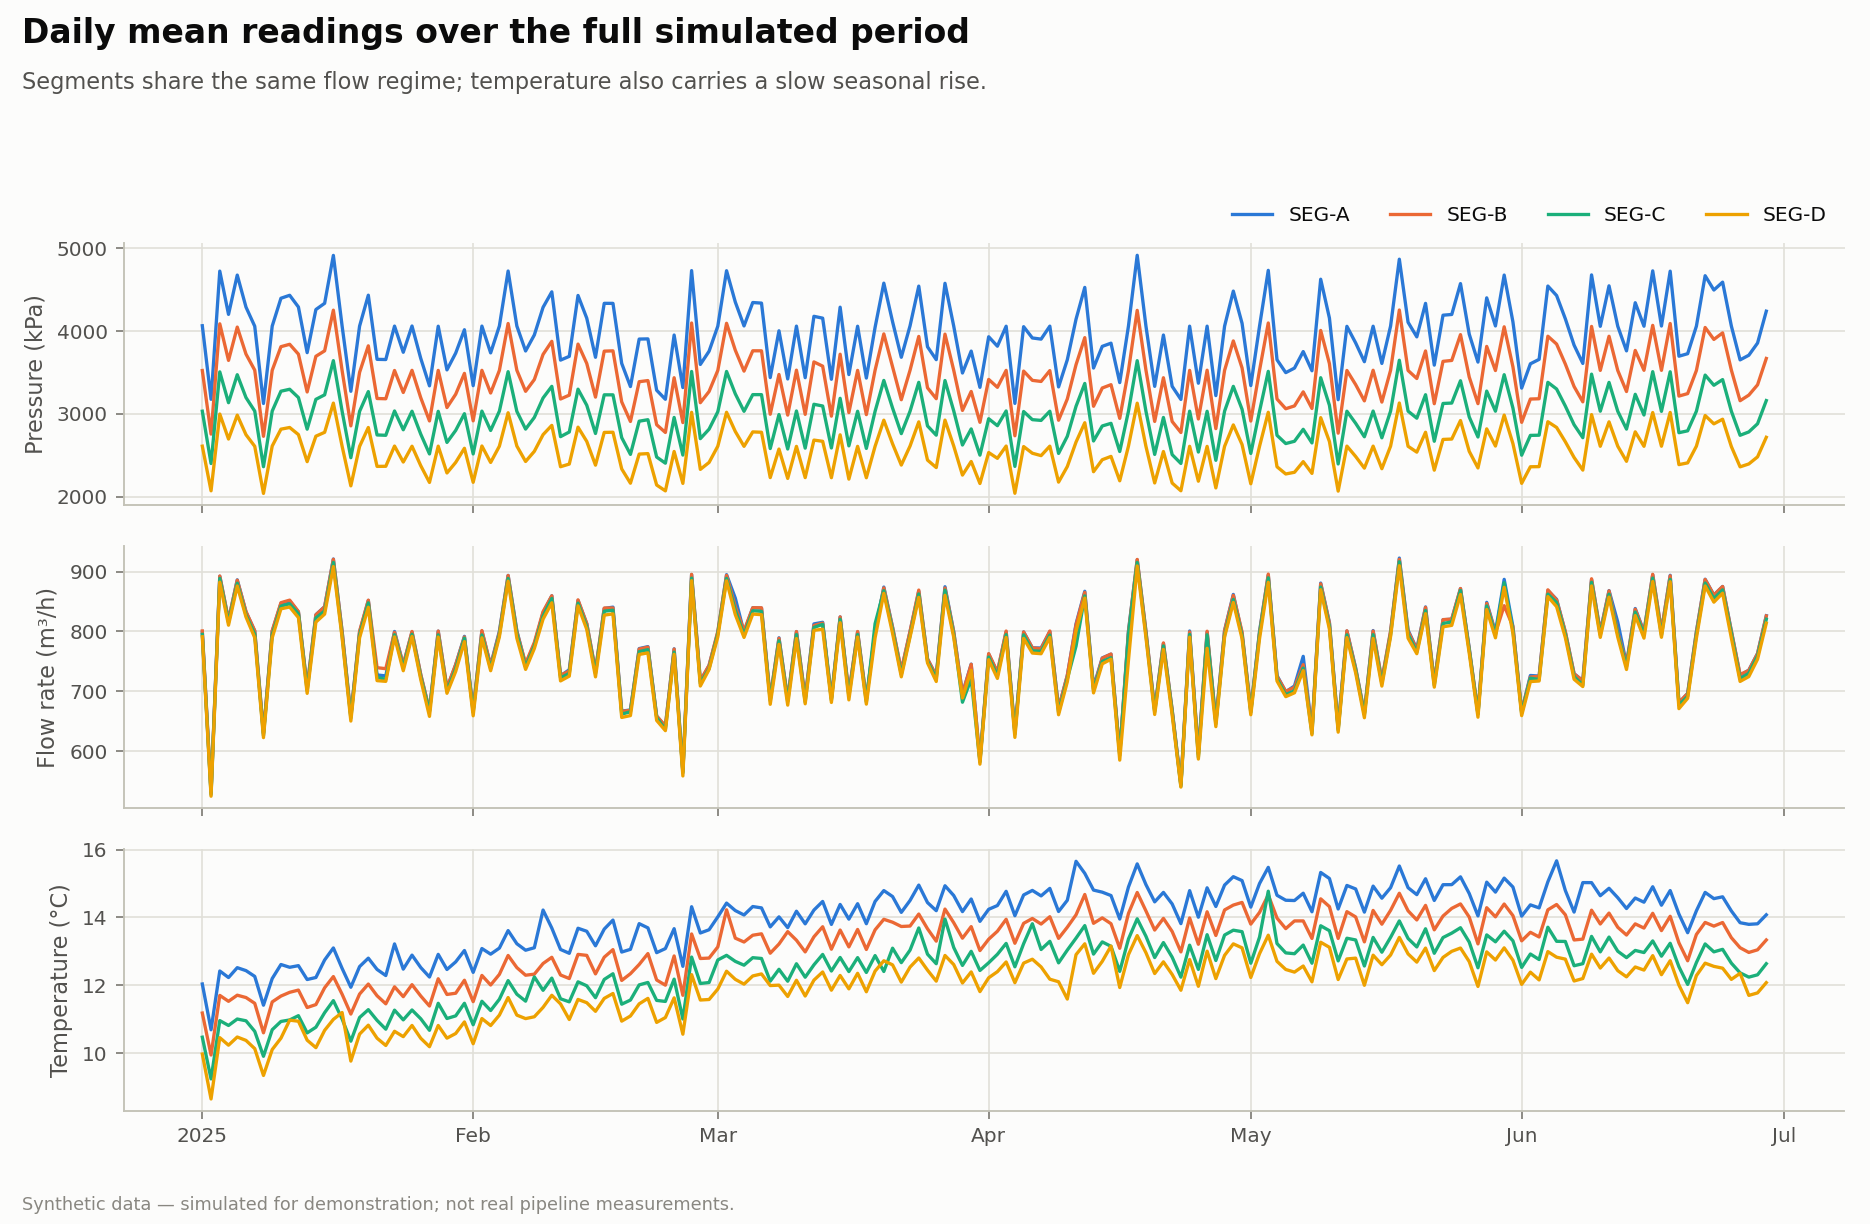 Daily mean readings over the full simulated period
Segments share the same flow regime; temperature also carries a slow seasonal rise.
SEG-A SEG-B SEG-C SEG-D
Pressure (kPa)
5000
4000
3000
2000
Flow rate (m³/h)
900
800
700
600
Temperature (°C)
16
14
12
10
2025 Feb Mar Apr May Jun Jul
Synthetic data — simulated for demonstration; not real pipeline measurements.